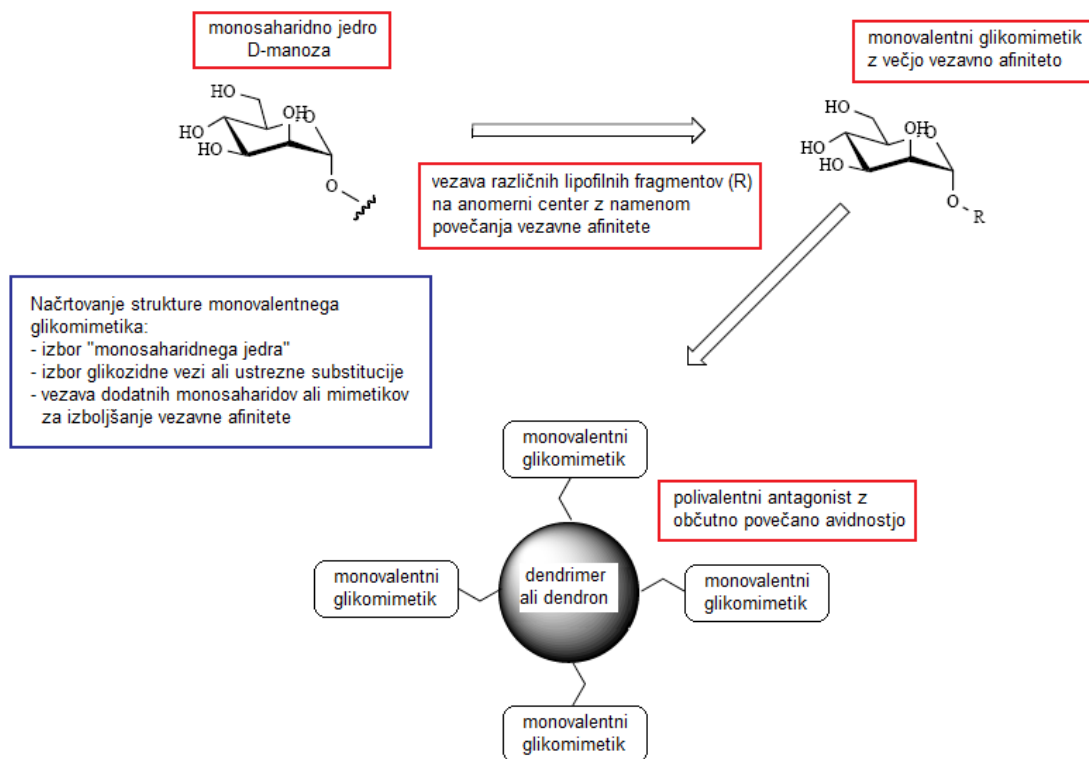 monosaharidno jedro
D-manoza
monovalentni glikomimetik
z večjo vezavno afiniteto
HO
OH
O
HO
HO
O
HO
OH
O
HO
HO
O
R
vezava različnih lipofilnih fragmentov (R)
na anomerni center z namenom
povečanja vezavne afinitete
Načrtovanje strukture monovalentnega
glikomimetika:
- izbor "monosaharidnega jedra"
- izbor glikozidne vezi ali ustrezne substitucije
- vezava dodatnih monosaharidov ali mimetikov
za izboljšanje vezavne afinitete
monovalentni
glikomimetik
polivalentni antagonist z
občutno povečano avidnostjo
monovalentni
glikomimetik
dendrimer
ali dendron
monovalentni
glikomimetik
monovalentni
glikomimetik